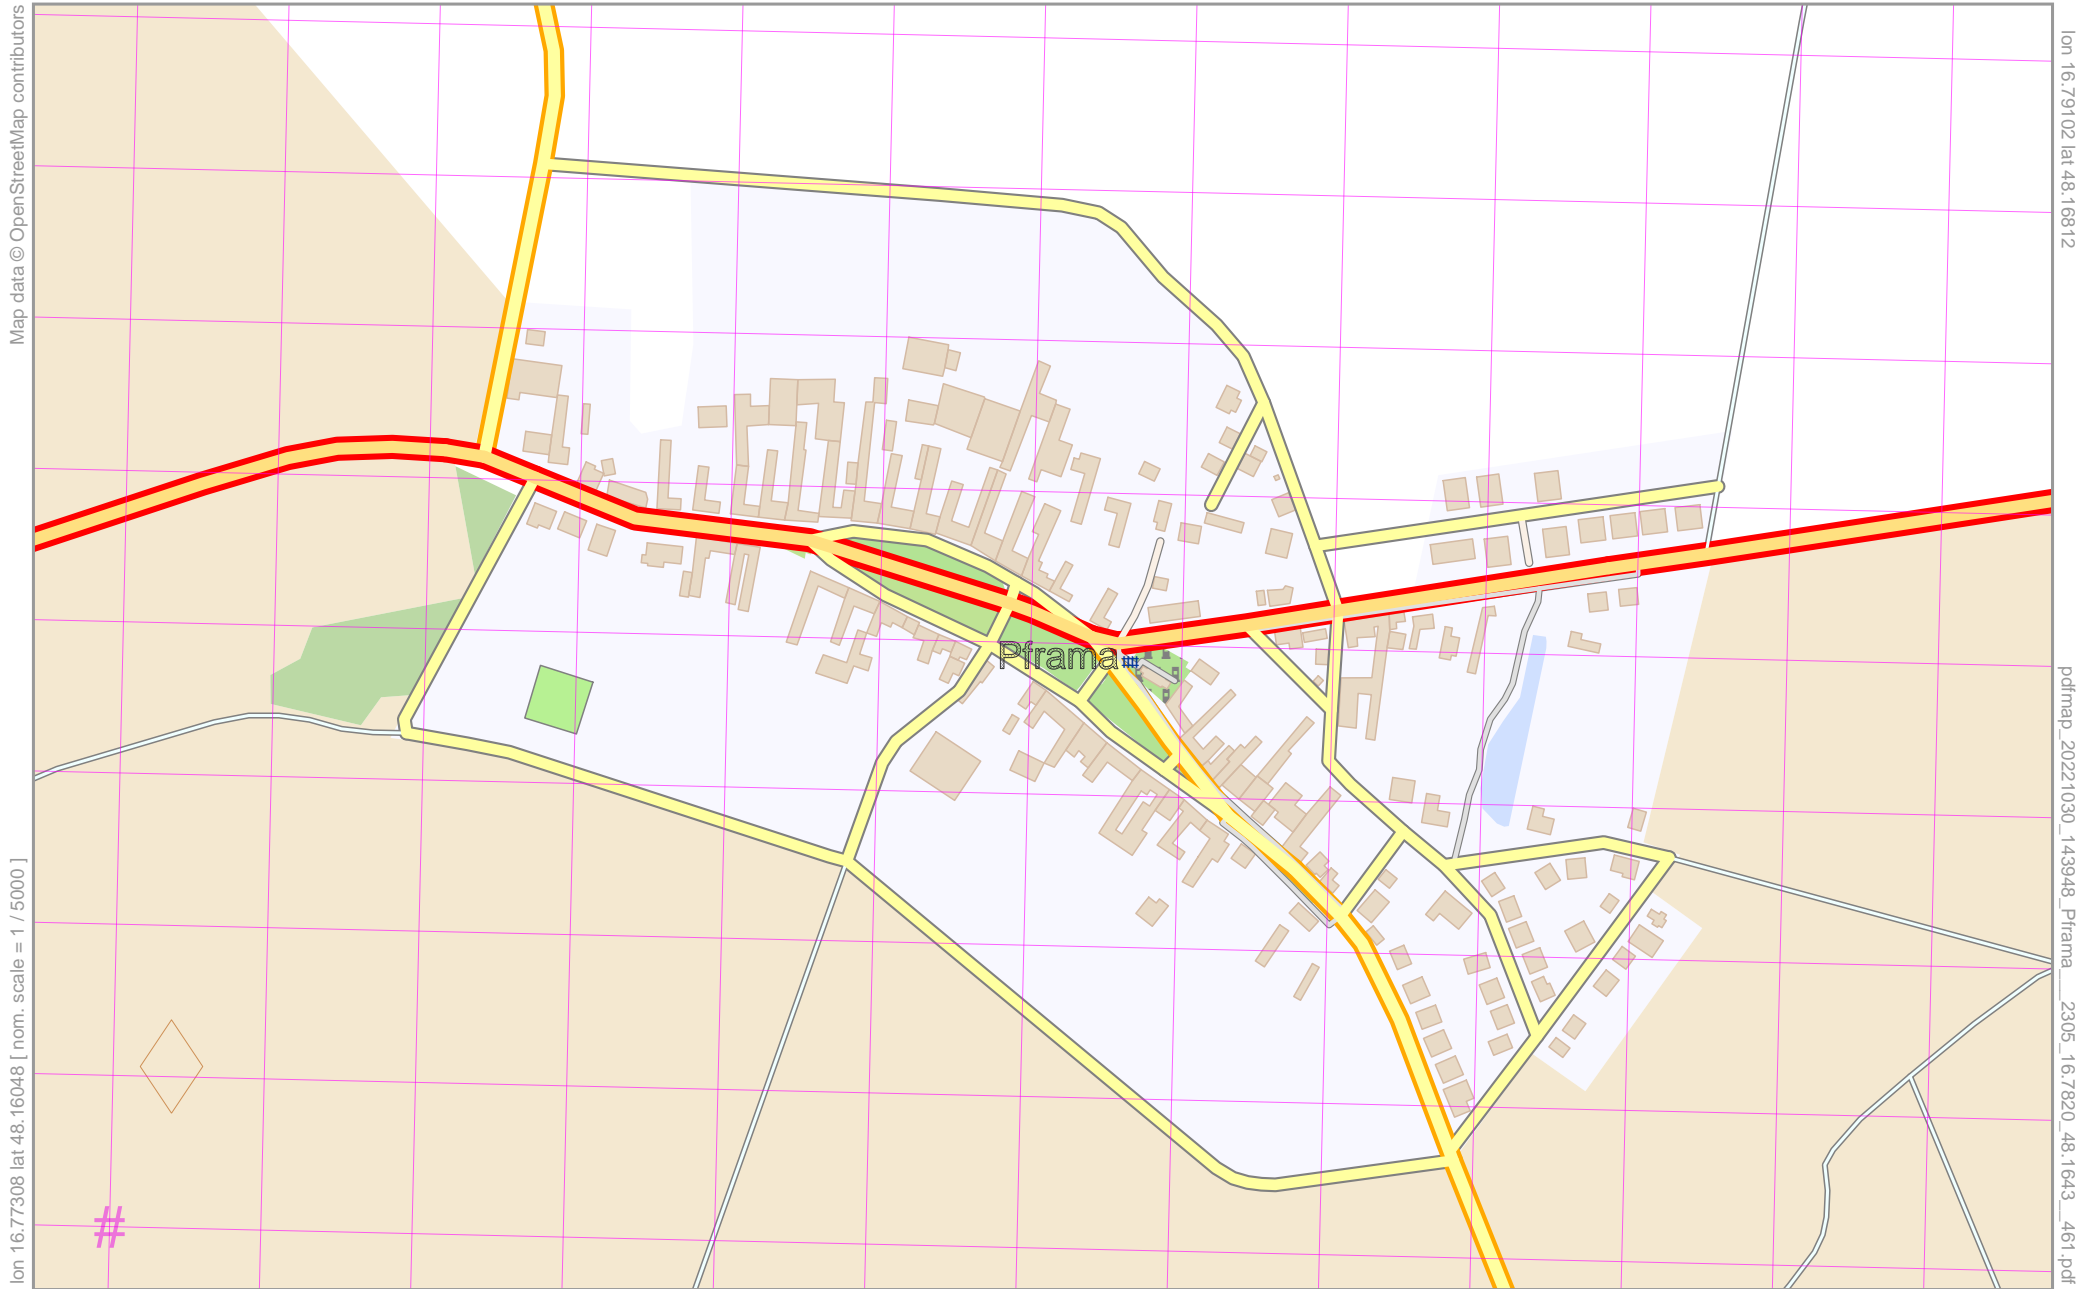 Map data © OpenStreetMap contributors
lon 16.77308 lat 48.16048 [ nom. scale = 1 / 5000 ]
Pframa
#
lon 16.79102 lat 48.16812
pdfmap_20221030_143948_Pframa___2305_16.7820_48.1643__461.pdf